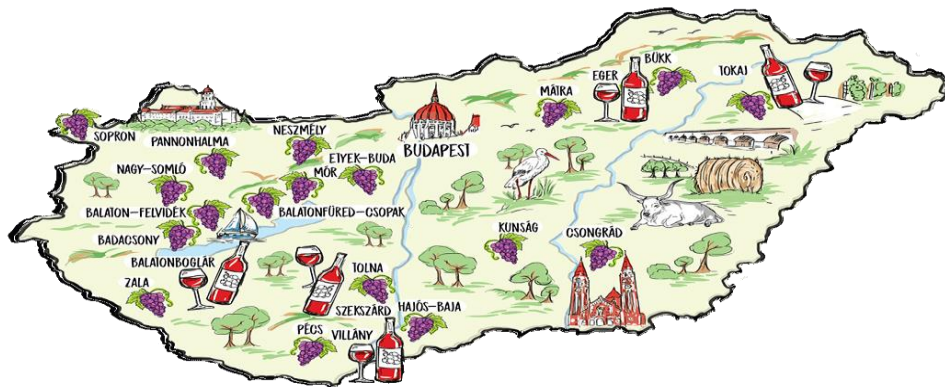 BÜKK
EGER
TOKAJ
MÁTRA
SOPRON
PANNONHALMA
NESZMÉLY
BUDAPEST
ETYEK-BUDA
NAGY-SOMLÓ
MÓR
BALATON-FELVIDÉK
BALATONFÜRED-CSOPAK
BADACSONY
KUNSÁG
CSONGRÁD
BALATONBOGLÁR
TOLNA
ZALA
SZEKSZÁRD
HAJÓS-BAJA
PÉCS
VILLÁNY